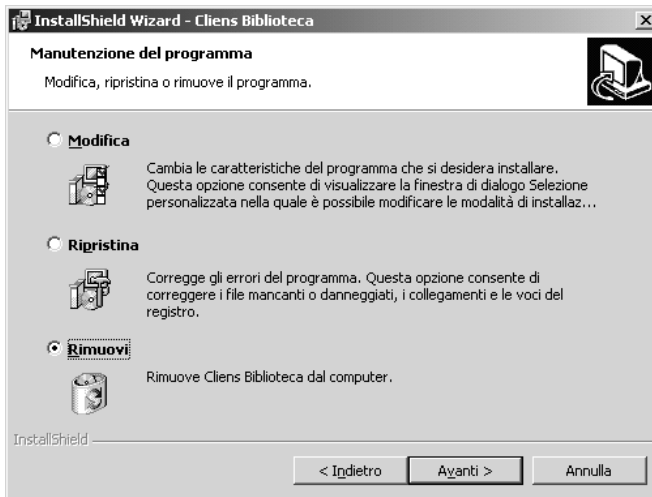 InstallShield Wizard - Cliens Biblioteca
Manutenzione del programma
Modifica, ripristina o rimuove il programma.
Modifica
Cambia le caratteristiche del programma che si desidera installare.
Questa opzione consente di visualizzare la finestra di dialogo Selezione
personalizzata nella quale è possibile modificare le modalità di installaz...
Ripristina
Corregge gli errori del programma. Questa opzione consente di
correggere i file mancanti o danneggiati, i collegamenti e le voci del
registro.
Rimuovi
Rimuove Cliens Biblioteca dal computer.
InstallShield
< Indietro
Avanti >
Annulla